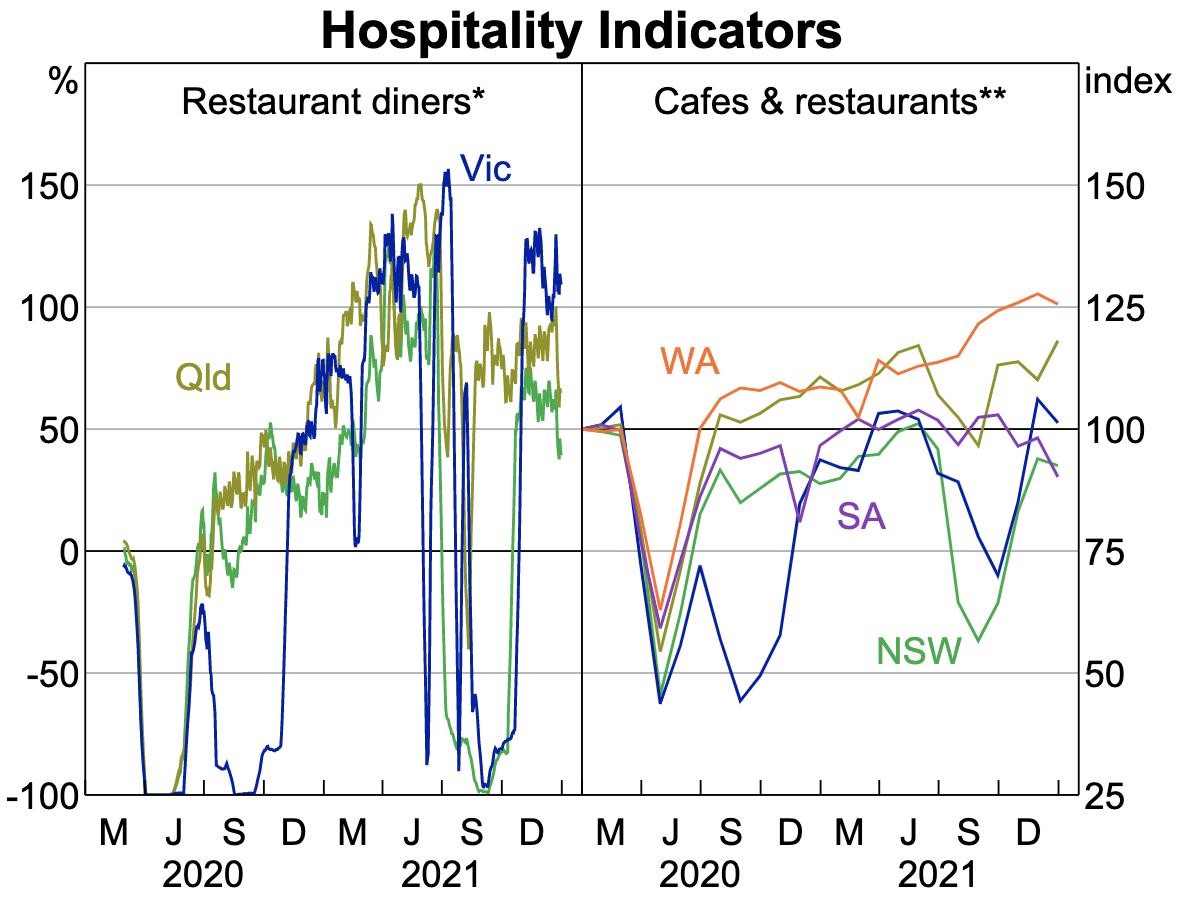 Hospitality Indicators
%
index
Restaurant diners*
Cafes & restaurants**
Vic
150
150
100
125
Qld
WA
50
100
SA
0
75
NSW
-50
50
-100
25
M J S D M J S D M J S D M J S D
2020 2021 2020 2021